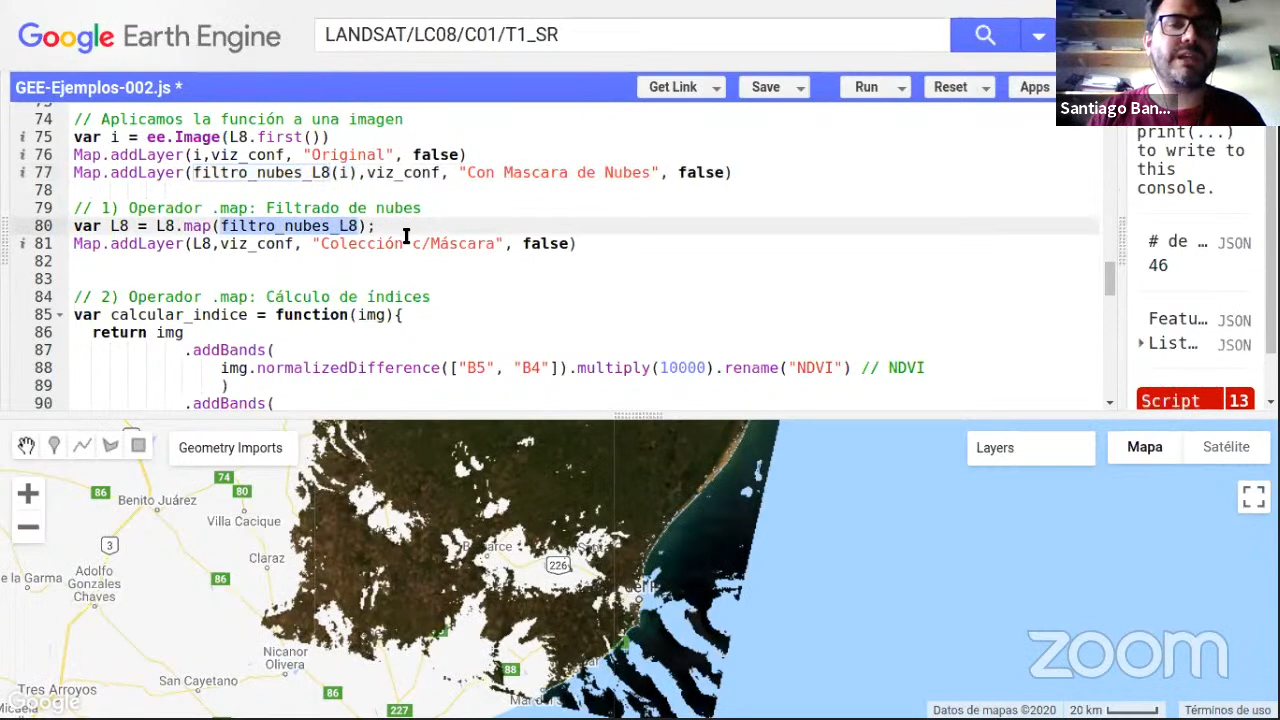 Google Earth Engine
LANDSAT/LC08/C01/T1_SR
Santiago Ban...
GEE-Ejemplos-002.js *
Get Link
Save
Run
Reset
Apps
74 // Aplicamos la función a una imagen
75 var i = ee.Image(L8.first())
76 Map.addLayer(i,viz_conf, "Original", false)
77 Map.addLayer(filtro_nubes_L8(i),viz_conf, "Con Mascara de Nubes", false)
78
79 // 1) Operador .map: Filtrado de nubes
80 var L8 = L8.map(filtro_nubes_L8);
81 Map.addLayer(L8,viz_conf, "Colección c/Máscara", false)
82
83
84 // 2) Operador .map: Cálculo de índices
85 var calcular_indice = function(img){
86 return img
87 .addBands(
88 img.normalizedDifference(["B5", "B4"]).multiply(10000).rename("NDVI") // NDVI
89 )
90 .addBands(
print(...)
to write to
this
console.
# de ... JSON
46
Featu... JSON
List... JSON
Script 13
Geometry Imports
Layers
Mapa
Satélite
74
80
86
Benito Juárez
Villa Cacique
3
Claraz
Adolfo
Gonzales
Chaves
e la Garma
86
226
Nicanor
Olivera
San Cayetano
88
86
Tres Arroyos
227
Google
zoom
Datos de mapas ©2020
20 km
Términos de uso